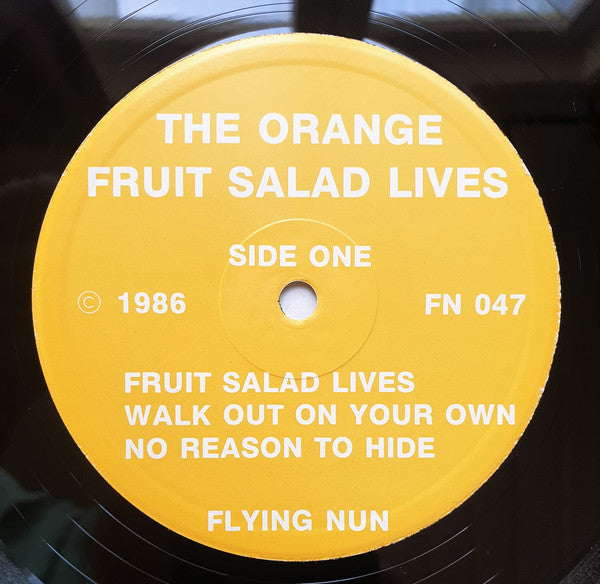 THE ORANGE
FRUIT SALAD LIVES
SIDE ONE
© 1986 FN 047
FRUIT SALAD LIVES
WALK OUT ON YOUR OWN
NO REASON TO HIDE
FLYING NUN